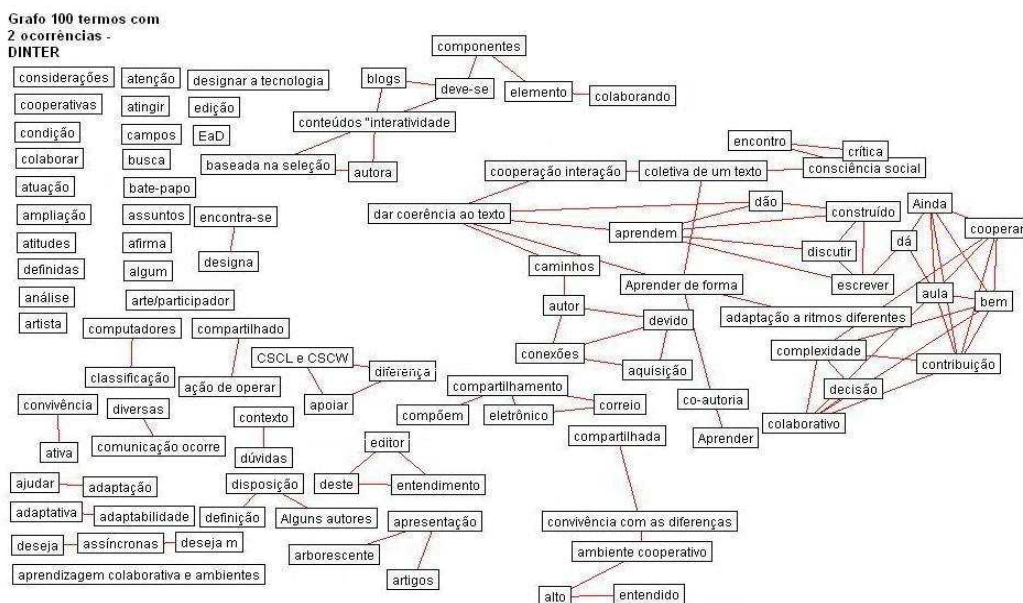 Grafo 100 termos com
2 ocorrências -
DINTER
componentes
considerações
atenção
designar a tecnologia
blogs
deve-se
elemento
colaborando
cooperativas
atingir
edição
conteúdos "interatividade
condição
campos
EaD
encontro
crítica
colaborar
busca
baseada na seleção
autora
cooperação interação
coletiva de um texto
consciência social
atuação
bate-papo
dão
Ainda
ampliação
assuntos
encontra-se
dar coerência ao texto
construído
cooperar
atitudes
afirma
aprendem
discutir
dá
definidas
algum
designa
caminhos
Aprender de forma
escrever
aula
bem
análise
arte/participador
autor
artista
computadores
compartilhado
devido
adaptação a ritmos diferentes
CSCL e CSCW
diferença
conexões
complexidade
contribuição
classificação
ação de operar
aquisição
compartilhamento
decisão
convivência
diversas
contexto
apoiar
compõem
eletrônico
correio
co-autoria
colaborativo
ativa
comunicação ocorre
dúvidas
editor
compartilhada
Aprender
ajudar
adaptação
disposição
deste
entendimento
adaptativa
adaptabilidade
definição
Alguns autores
apresentação
convivência com as diferenças
deseja
assíncronas
deseja m
arborescente
ambiente cooperativo
aprendizagem colaborativa e ambientes
artigos
alto
entendido